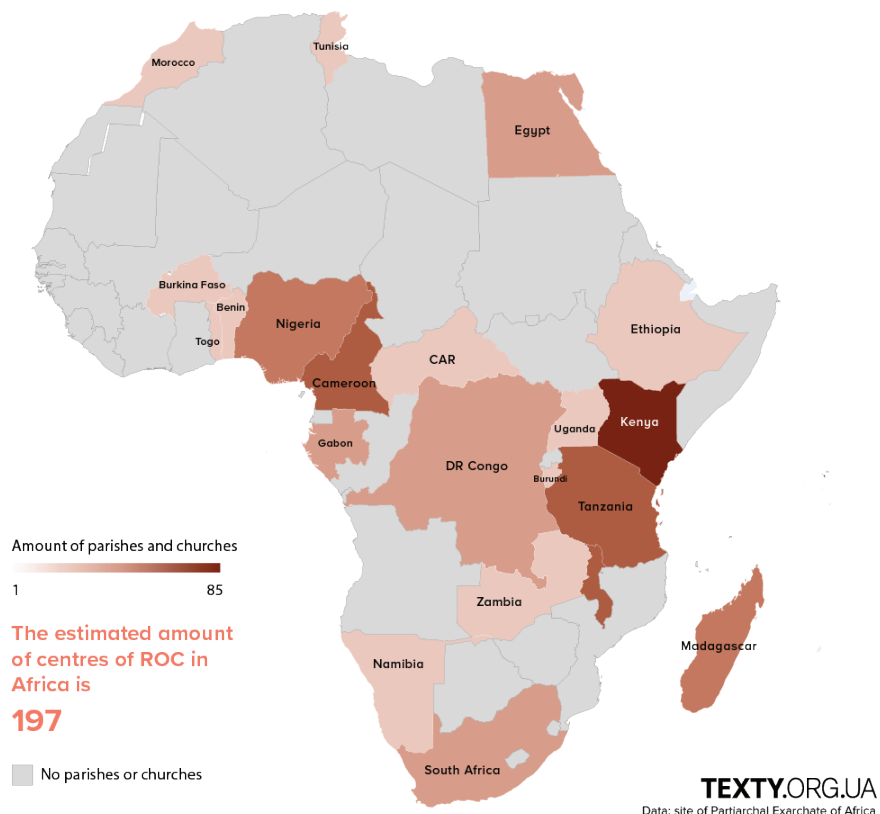 Tunisia
Morocco
Egypt
Burkina Faso
Benin
Nigeria
Togo
Ethiopia
CAR
Cameroon
Kenya
Uganda
Gabon
DR Congo
Burundi
Tanzania
Amount of parishes and churches
1 85
Zambia
The estimated amount
of centres of ROC in
Africa is
197
Madagascar
Namibia
No parishes or churches
South Africa
TEXTY.ORG.UA
Data: site of Partiarchal Exarchate of Africa